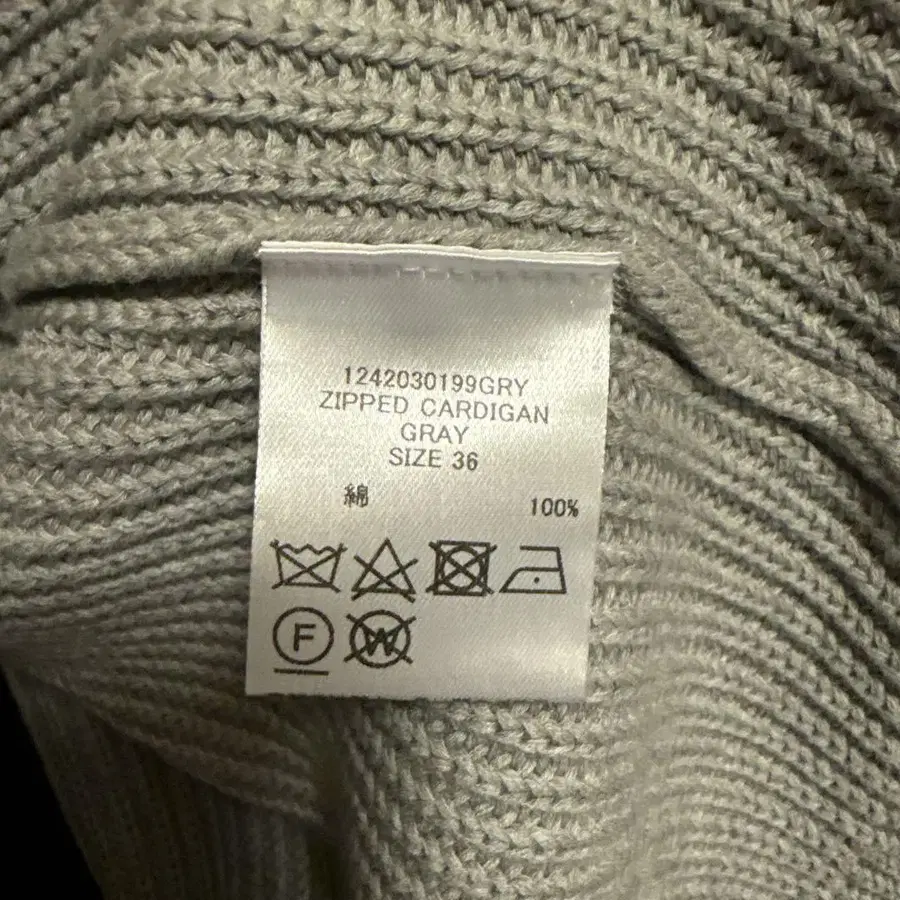 1242030199GRY
ZIPPED CARDIGAN
GRAY
SIZE 36
綿 100%
F W